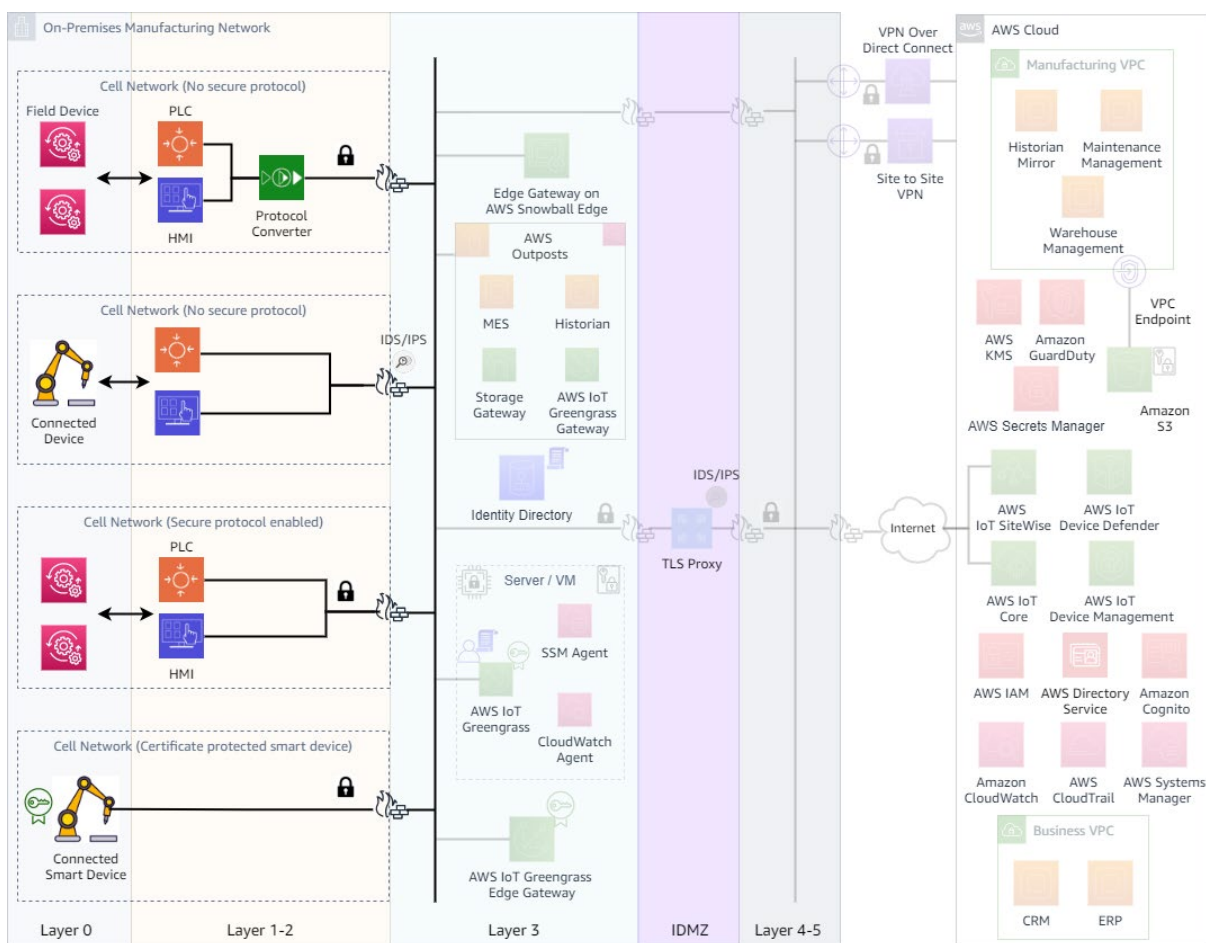 On-Premises Manufacturing Network
Cell Network (No secure protocol)
Field Device
PLC
HMI
Protocol
Converter
Cell Network (No secure protocol)
Connected
Device
IDS/IPS
Cell Network (Secure protocol enabled)
PLC
HMI
Cell Network (Certificate protected smart device)
Connected
Smart Device
Edge Gateway on
AWS Snowball Edge
AWS
Outposts
MES
Historian
Storage
Gateway
AWS IoT
Greengrass
Gateway
Identity Directory
Server / VM
SSM Agent
AWS IoT
Greengrass
CloudWatch
Agent
AWS IoT Greengrass
Edge Gateway
IDS/IPS
TLS Proxy
VPN Over
Direct Connect
Site to Site
VPN
Internet
aws
AWS Cloud
Manufacturing VPC
Historian
Mirror
Maintenance
Management
Warehouse
Management
VPC
Endpoint
AWS
KMS
Amazon
GuardDuty
AWS Secrets Manager
Amazon
S3
AWS
IoT SiteWise
AWS IoT
Device Defender
AWS IoT
Core
AWS IoT
Device Management
AWS IAM
AWS Directory
Service
Amazon
Cognito
Amazon
CloudWatch
AWS
CloudTrail
AWS Systems
Manager
Business VPC
CRM
ERP
Layer 0
Layer 1-2
Layer 3
IDMZ
Layer 4-5